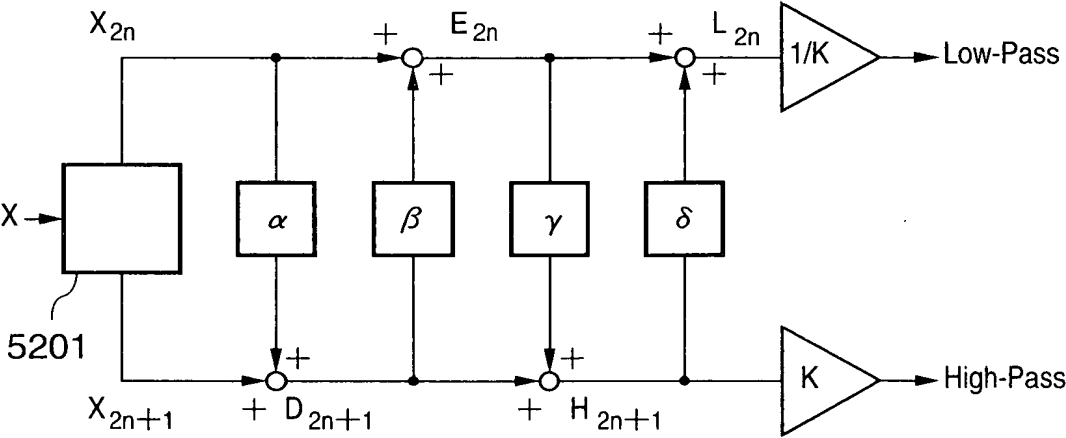 X2n + E2n + L2n
+ + 1/K Low-Pass
X α β γ δ
5201
+ + K High-Pass
X2n+1 + D2n+1 + H2n+1